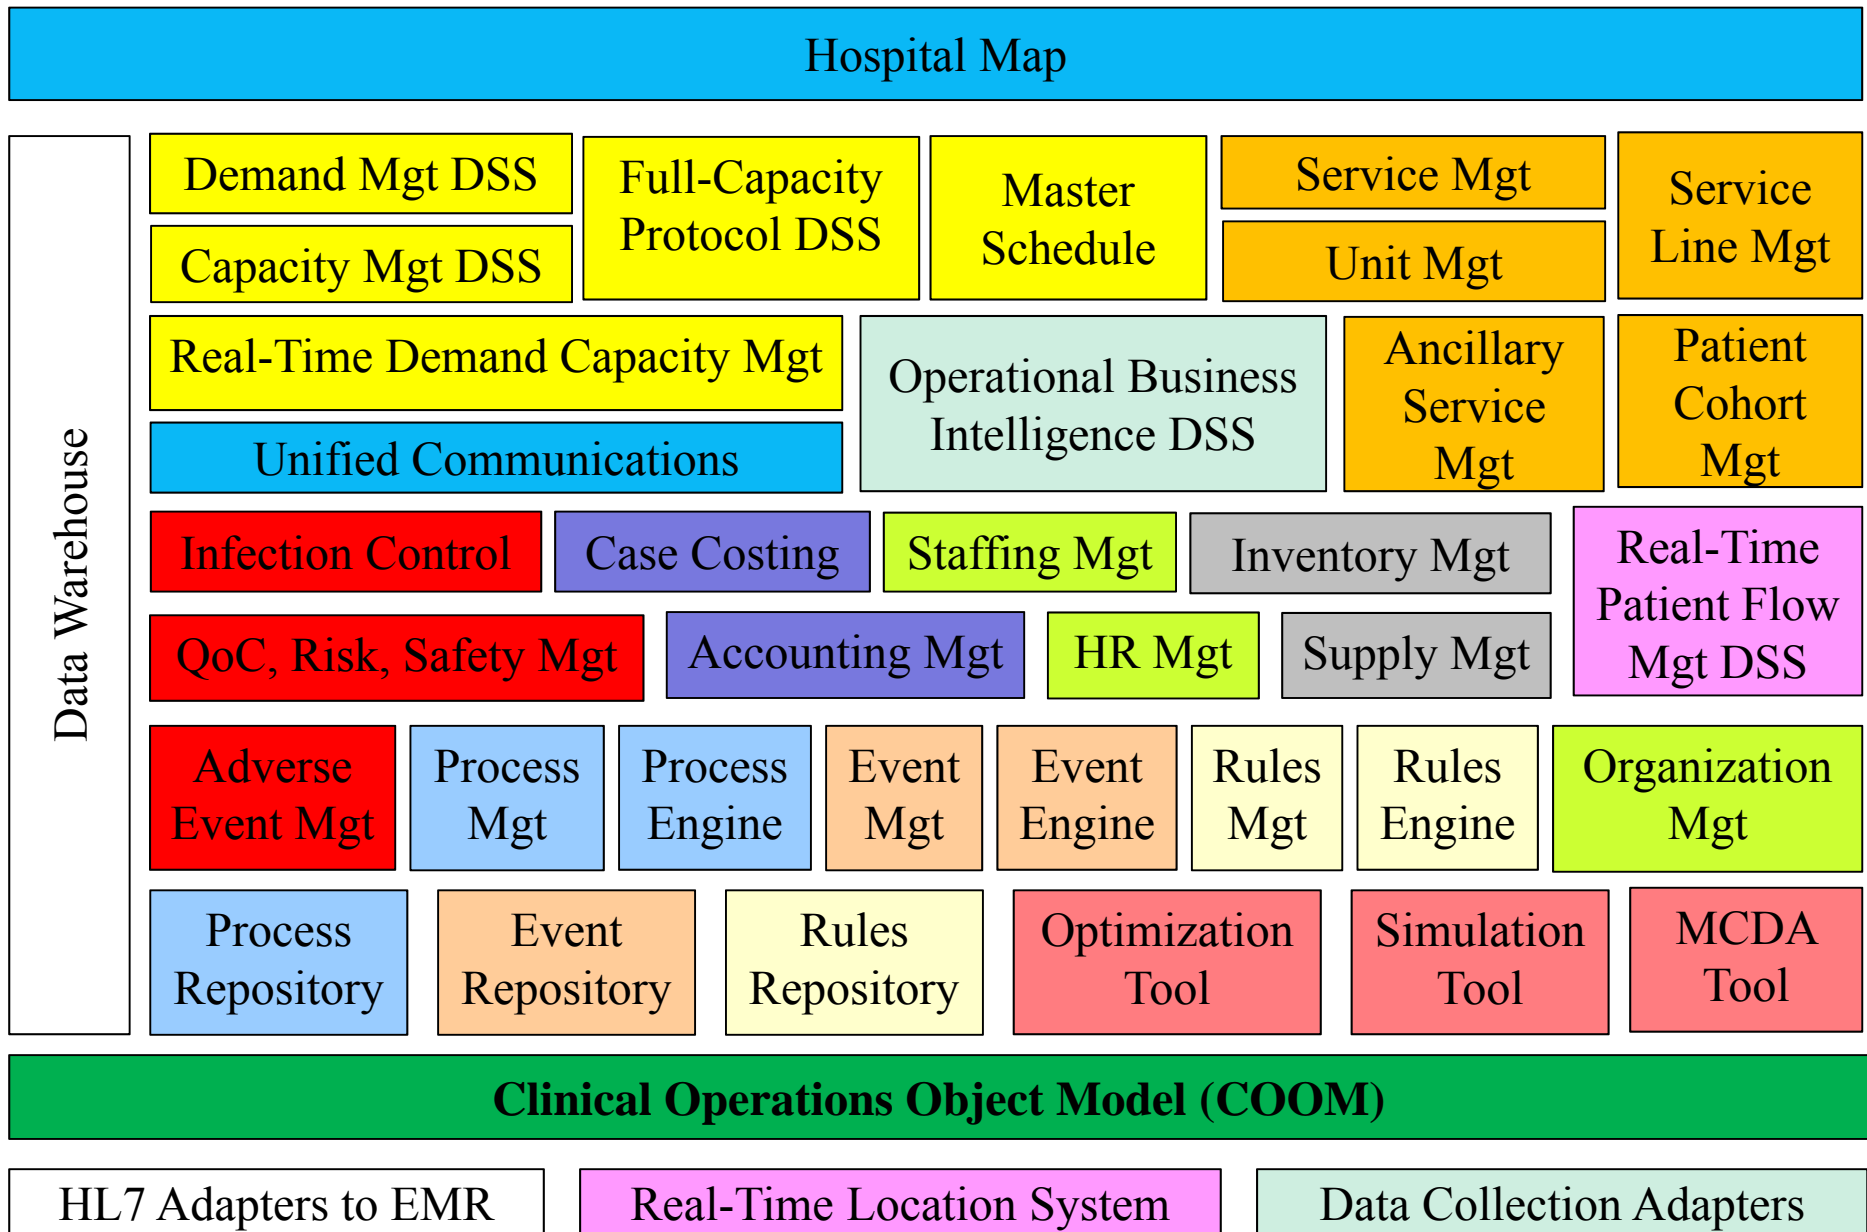 Hospital Map
Data Warehouse
Demand Mgt DSS
Capacity Mgt DSS
Full-Capacity
Protocol DSS
Master
Schedule
Service Mgt
Unit Mgt
Service
Line Mgt
Real-Time Demand Capacity Mgt
Unified Communications
Operational Business
Intelligence DSS
Ancillary
Service
Mgt
Patient
Cohort
Mgt
Infection Control
Case Costing
Staffing Mgt
Inventory Mgt
Real-Time
Patient Flow
Mgt DSS
QoC, Risk, Safety Mgt
Accounting Mgt
HR Mgt
Supply Mgt
Adverse
Event Mgt
Process
Mgt
Process
Engine
Event
Mgt
Event
Engine
Rules
Mgt
Rules
Engine
Organization
Mgt
Process
Repository
Event
Repository
Rules
Repository
Optimization
Tool
Simulation
Tool
MCDA
Tool
Clinical Operations Object Model (COOM)
HL7 Adapters to EMR
Real-Time Location System
Data Collection Adapters